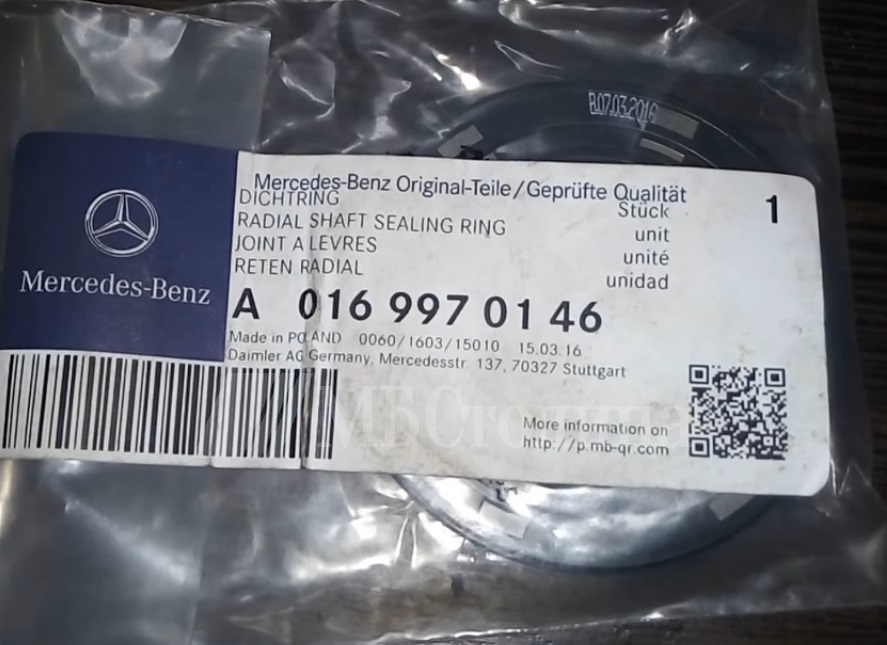 B07.03.2016
Mercedes-Benz Original-Teile/Geprüfte Qualität
DICHTRING Stück 1
RADIAL SHAFT SEALING RING unit
JOINT A LEVRES unité
RETEN RADIAL unidad
Mercedes-Benz
A 016 997 01 46
Made in POLAND 0060/1603/15010 15.03.16
Daimler AG Germany, Mercedesstr. 137, 70327 Stuttgart
МБСтолица
More information on
http://p.mb-qr.com